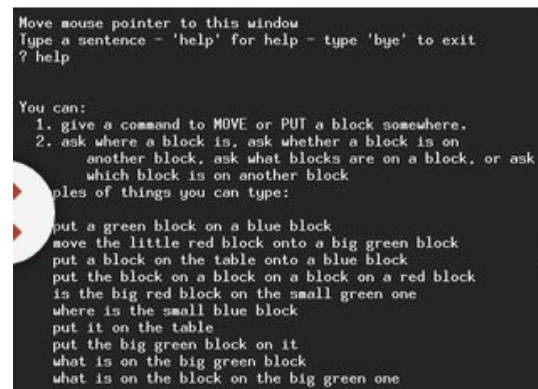 Move mouse pointer to this window
Type a sentence - 'help' for help - type 'bye' to exit
? help
You can:
1. give a command to MOVE or PUT a block somewhere.
2. ask where a block is, ask whether a block is on
another block, ask what blocks are on a block, or ask
which block is on another block
ples of things you can type:
put a green block on a blue block
move the little red block onto a big green block
put a block on the table onto a blue block
put the block on a block on a block on a red block
is the big red block on the small green one
where is the small blue block
put it on the table
put the big green block on it
what is on the big green block
what is on the block on the big green one